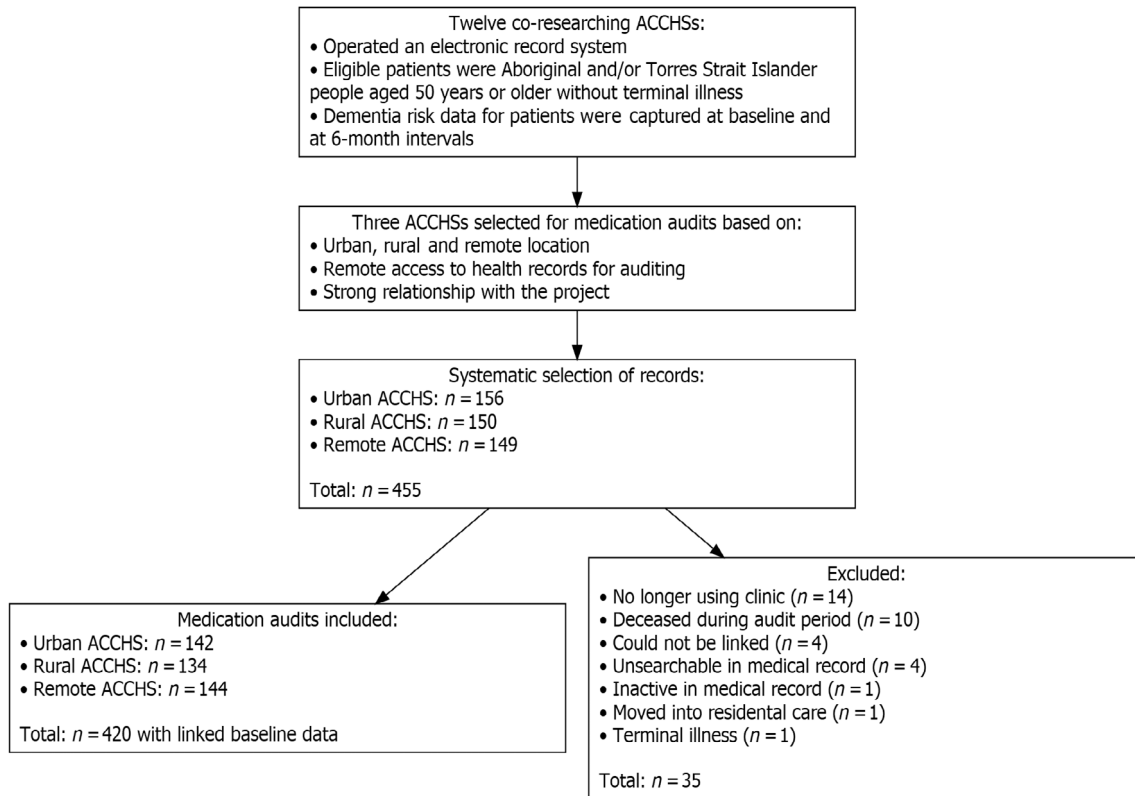 Twelve co-researching ACCHSs:
• Operated an electronic record system
• Eligible patients were Aboriginal and/or Torres Strait Islander
people aged 50 years or older without terminal illness
• Dementia risk data for patients were captured at baseline and
at 6-month intervals
Three ACCHSs selected for medication audits based on:
• Urban, rural and remote location
• Remote access to health records for auditing
• Strong relationship with the project
Systematic selection of records:
• Urban ACCHS: n = 156
• Rural ACCHS: n = 150
• Remote ACCHS: n = 149
Total: n = 455
Medication audits included:
• Urban ACCHS: n = 142
• Rural ACCHS: n = 134
• Remote ACCHS: n = 144
Total: n = 420 with linked baseline data
Excluded:
• No longer using clinic (n = 14)
• Deceased during audit period (n = 10)
• Could not be linked (n = 4)
• Unsearchable in medical record (n = 4)
• Inactive in medical record (n = 1)
• Moved into residental care (n = 1)
• Terminal illness (n = 1)
Total: n = 35